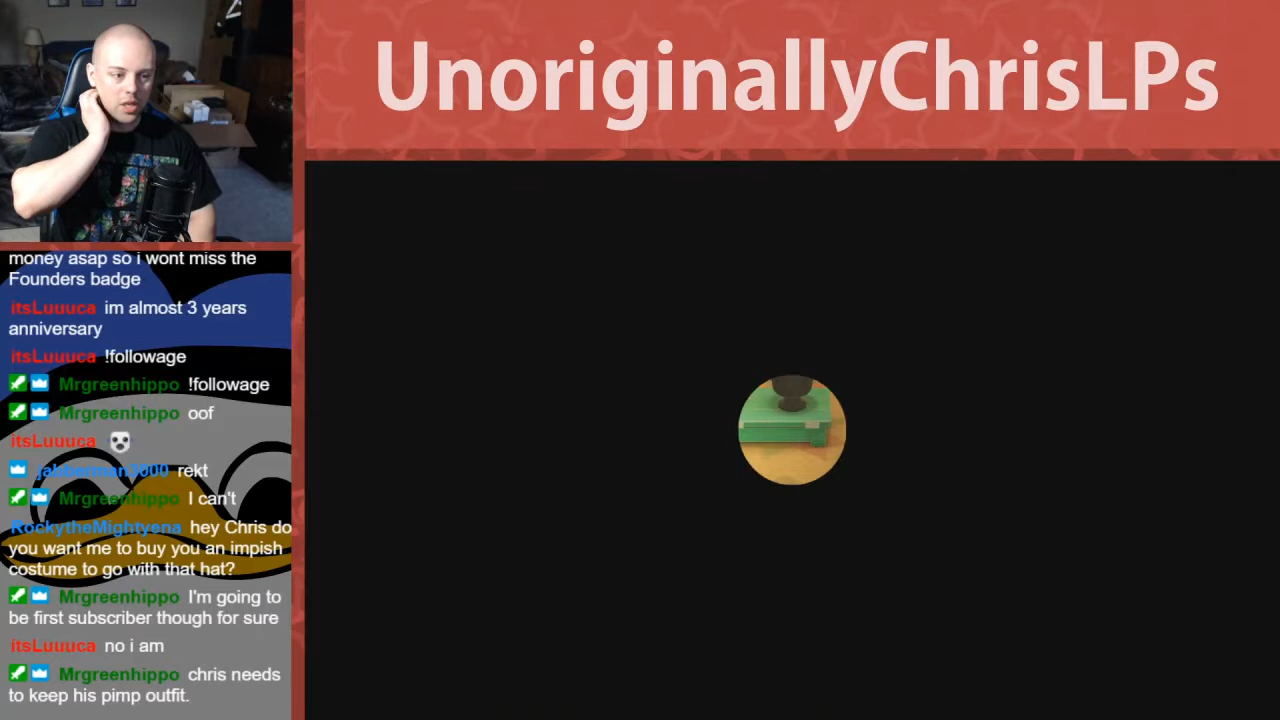 UnoriginallyChrisLPs
money asap so i wont miss the
Founders badge
itsLuuuca im almost 3 years
anniversary
itsLuuuca !followage
Mrgreenhippo !followage
Mrgreenhippo oof
itsLuuuca
jabberman3000 rekt
Mrgreenhippo I can't
RockytheMightyena hey Chris do
you want me to buy you an impish
costume to go with that hat?
Mrgreenhippo I'm going to
be first subscriber though for sure
itsLuuuca no i am
Mrgreenhippo chris needs
to keep his pimp outfit.